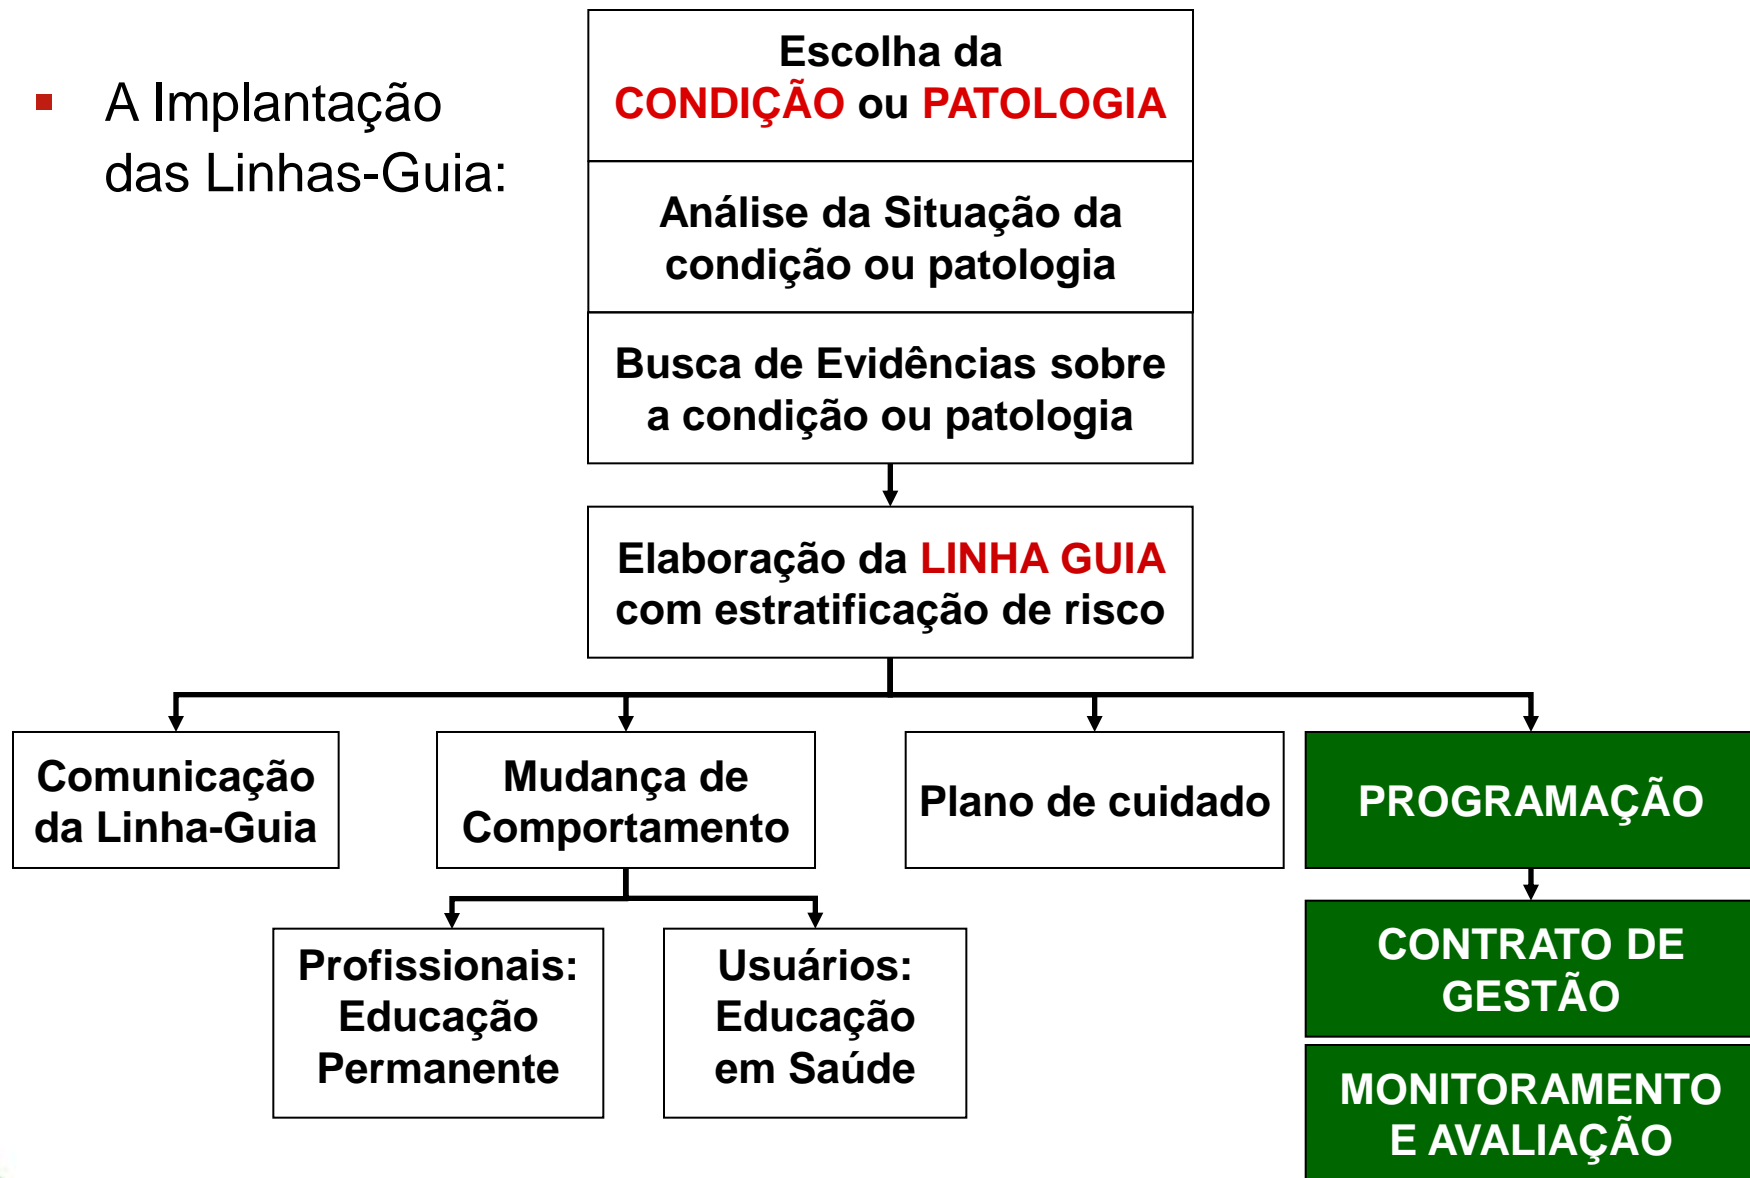 A Implantação
das Linhas-Guia:
Escolha da
CONDIÇÃO ou PATOLOGIA
Análise da Situação da
condição ou patologia
Busca de Evidências sobre
a condição ou patologia
Elaboração da LINHA GUIA
com estratificação de risco
Comunicação
da Linha-Guia
Mudança de
Comportamento
Plano de cuidado
PROGRAMAÇÃO
Profissionais:
Educação
Permanente
Usuários:
Educação
em Saúde
CONTRATO DE
GESTÃO
MONITORAMENTO
E AVALIAÇÃO